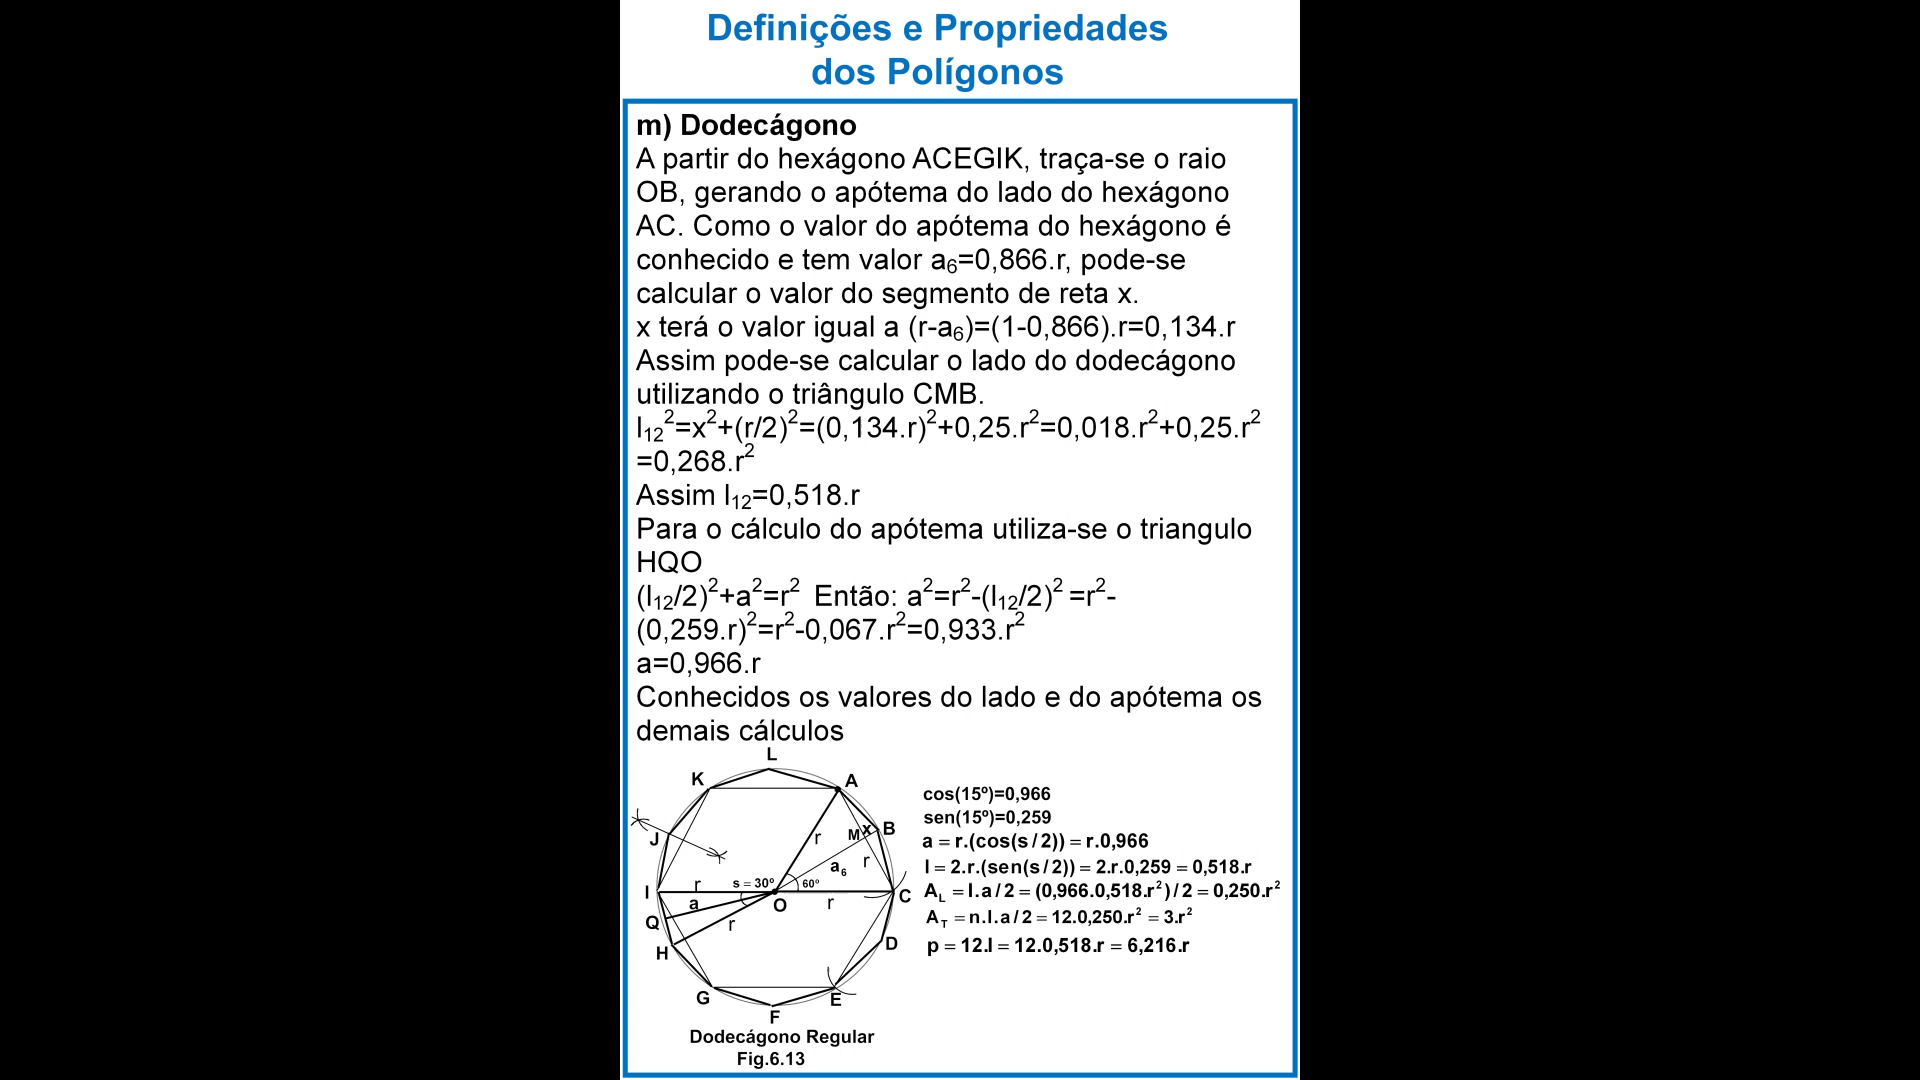 Definições e Propriedades
dos Polígonos
m) Dodecágono
A partir do hexágono ACEGIK, traça-se o raio
OB, gerando o apótema do lado do hexágono
AC. Como o valor do apótema do hexágono é
conhecido e tem valor a₆=0,866.r, pode-se
calcular o valor do segmento de reta x.
x terá o valor igual a (r-a₆)=(1-0,866).r=0,134.r
Assim pode-se calcular o lado do dodecágono
utilizando o triângulo CMB.
l₁₂²=x²+(r/2)²=(0,134.r)²+0,25.r²=0,018.r²+0,25.r²
=0,268.r²
Assim l₁₂=0,518.r
Para o cálculo do apótema utiliza-se o triangulo
HQO
(l₁₂/2)²+a²=r² Então: a²=r²-(l₁₂/2)² =r²-
(0,259.r)²=r²-0,067.r²=0,933.r²
a=0,966.r
Conhecidos os valores do lado e do apótema os
demais cálculos
L
K
A
J
M
x
B
r
a₆
r
I
r
s = 30º
60º
C
a
O
r
Q
r
H
D
G
E
F
Dodecágono Regular
Fig.6.13
cos(15º)=0,966
sen(15º)=0,259
a = r.(cos(s/2)) = r.0,966
l = 2.r.(sen(s/2)) = 2.r.0,259 = 0,518.r
A_L = l.a/2 = (0,966.0,518.r²)/2 = 0,250.r²
A_T = n.l.a/2 = 12.0,250.r² = 3.r²
p = 12.l = 12.0,518.r = 6,216.r